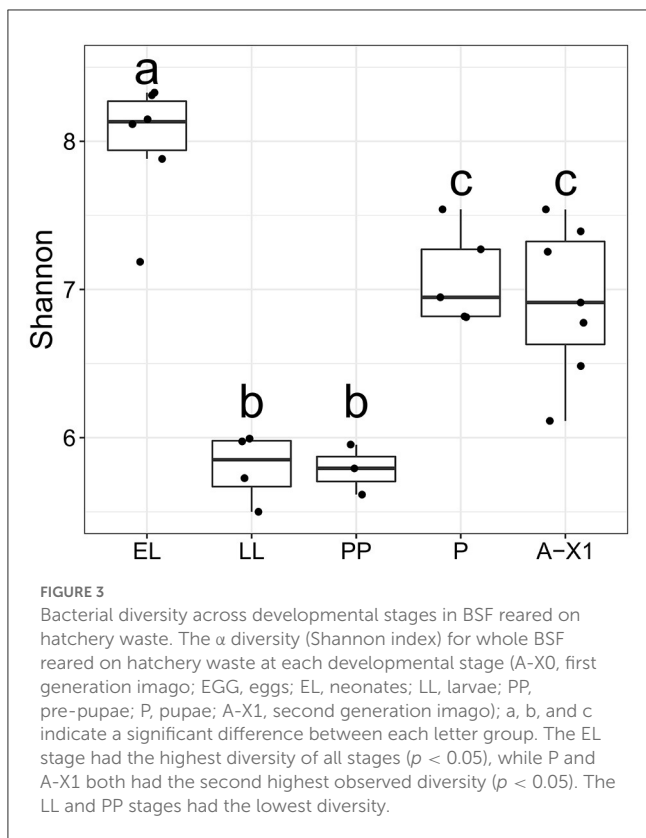 a
8
c
c
7
Shannon
b
b
6
EL LL PP P A-X1
FIGURE 3
Bacterial diversity across developmental stages in BSF reared on
hatchery waste. The α diversity (Shannon index) for whole BSF
reared on hatchery waste at each developmental stage (A-X0, first
generation imago; EGG, eggs; EL, neonates; LL, larvae; PP,
pre-pupae; P, pupae; A-X1, second generation imago); a, b, and c
indicate a significant difference between each letter group. The EL
stage had the highest diversity of all stages (p < 0.05), while P and
A-X1 both had the second highest observed diversity (p < 0.05). The
LL and PP stages had the lowest diversity.